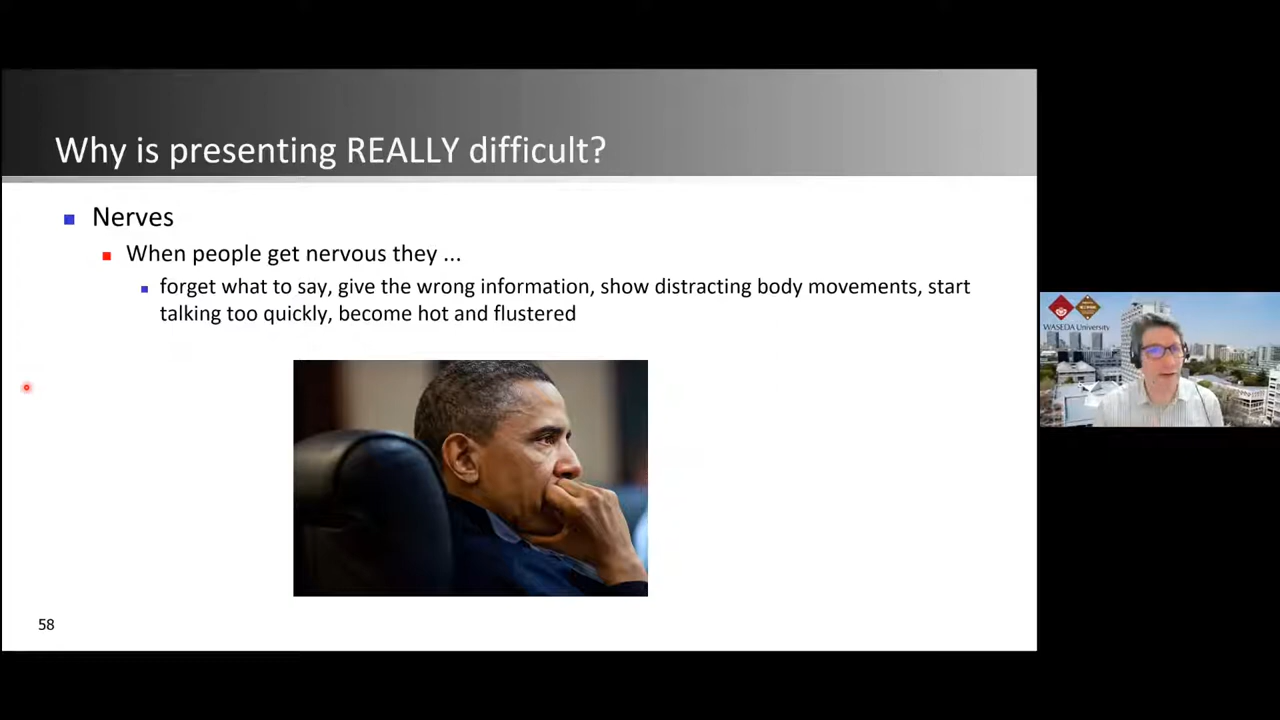 Why is presenting REALLY difficult?
Nerves
When people get nervous they ...
forget what to say, give the wrong information, show distracting body movements, start
talking too quickly, become hot and flustered
58
WASEDA University